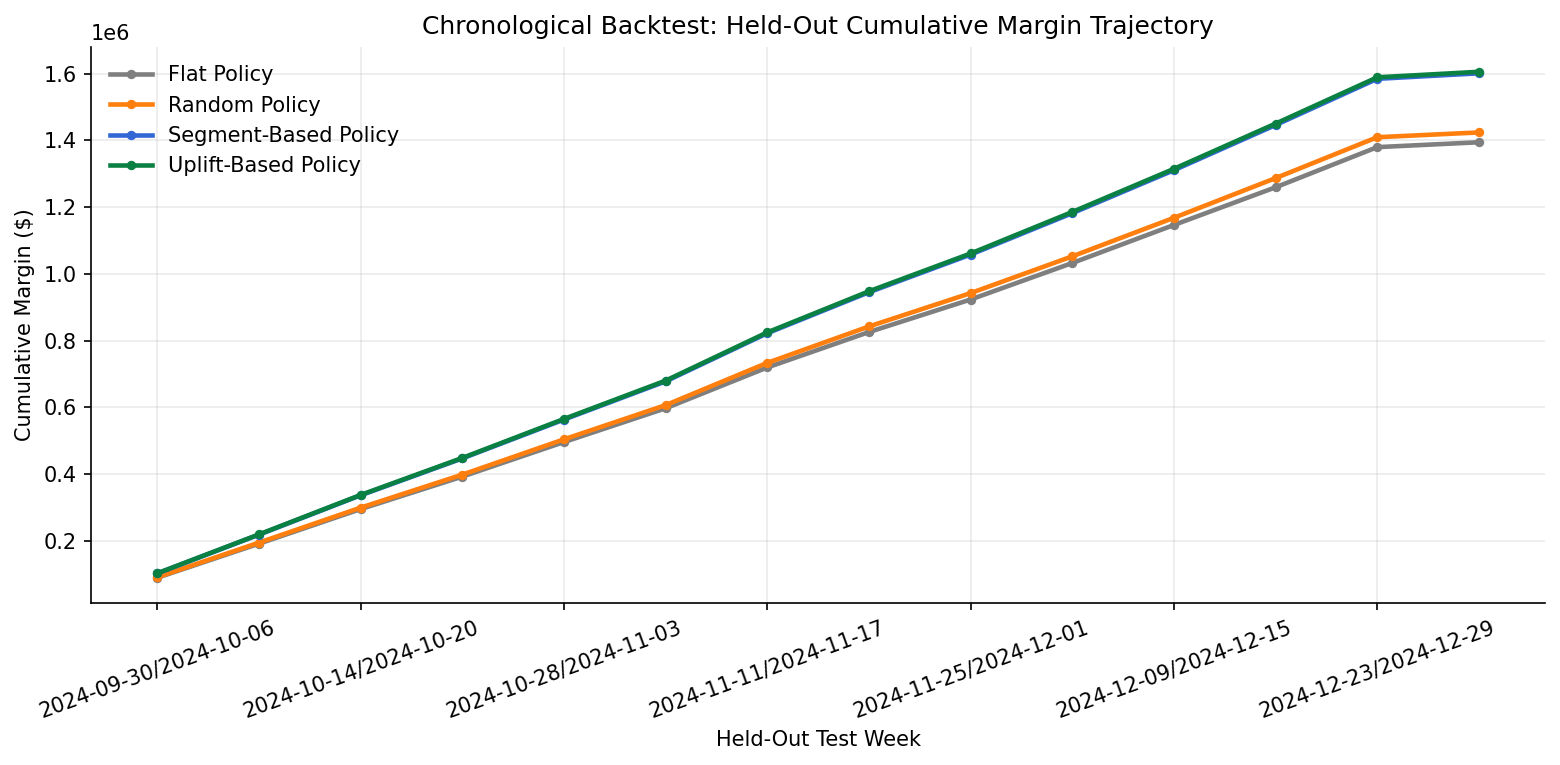 Chronological Backtest: Held-Out Cumulative Margin Trajectory
1e6
Flat Policy
Random Policy
Segment-Based Policy
Uplift-Based Policy
Cumulative Margin ($)
1.6
1.4
1.2
1.0
0.8
0.6
0.4
0.2
2024-09-30/2024-10-06
2024-10-14/2024-10-20
2024-10-28/2024-11-03
2024-11-11/2024-11-17
2024-11-25/2024-12-01
2024-12-09/2024-12-15
2024-12-23/2024-12-29
Held-Out Test Week